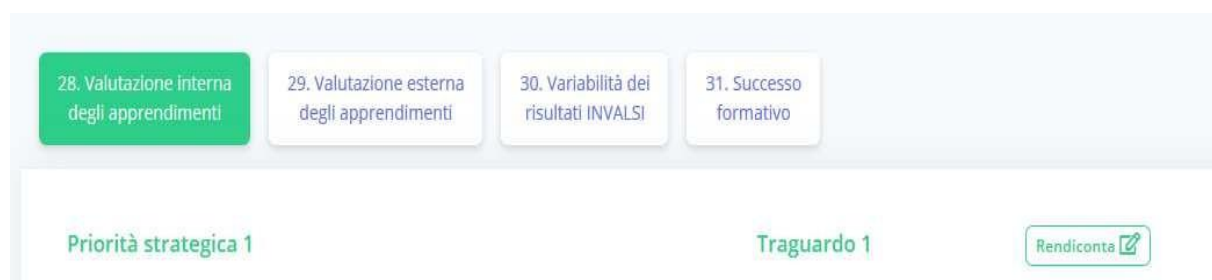 28. Valutazione interna
degli apprendimenti
29. Valutazione esterna
degli apprendimenti
30. Variabilità dei
risultati INVALSI
31. Successo
formativo
Priorità strategica 1
Traguardo 1
Rendiconta